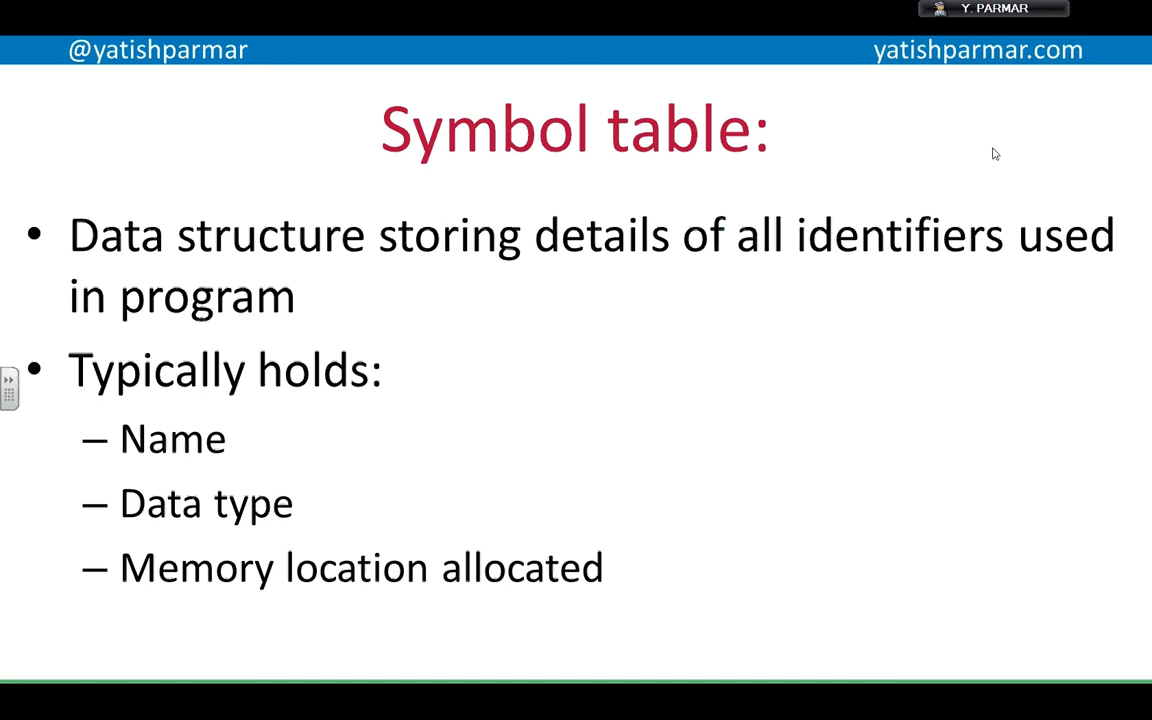 Y. PARMAR
@yatishparmar yatishparmar.com
Symbol table:
• Data structure storing details of all identifiers used
in program
• Typically holds:
– Name
– Data type
– Memory location allocated